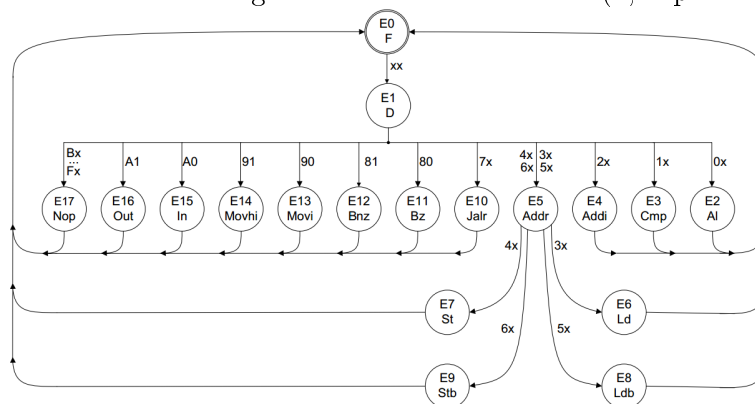 E0
F
xx
E1
D
Bx
...
Fx
A1
A0
91
90
81
80
7x
4x 3x
6x 5x
2x
1x
0x
E17
Nop
E16
Out
E15
In
E14
Movhi
E13
Movi
E12
Bnz
E11
Bz
E10
Jalr
E5
Addr
E4
Addi
E3
Cmp
E2
Al
4x
3x
E7
St
E6
Ld
6x
5x
E9
Stb
E8
Ldb